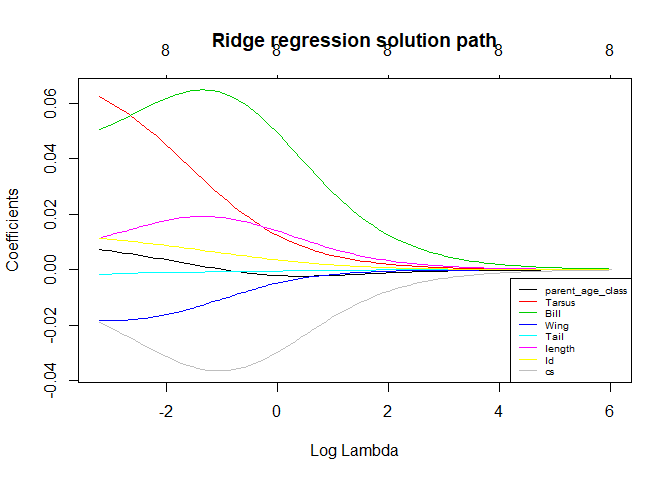 Ridge regression solution path
8 8 8 8 8
0.06
0.04
0.02
0.00
-0.02
-0.04
Coefficients
parent_age_class
Tarsus
Bill
Wing
Tail
length
ld
cs
-2 0 2 4 6
Log Lambda